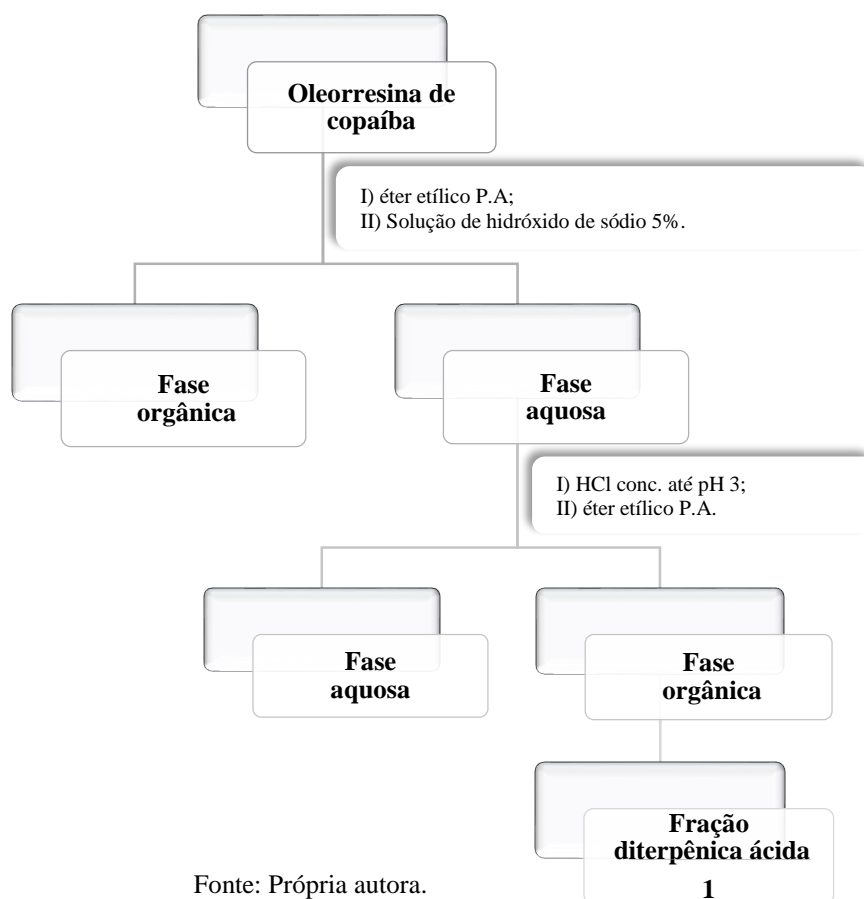 Oleorresina de
copaíba
I) éter etílico P.A;
II) Solução de hidróxido de sódio 5%.
Fase
orgânica
Fase
aquosa
I) HCl conc. até pH 3;
II) éter etílico P.A.
Fase
aquosa
Fase
orgânica
Fração
diterpênica ácida
1
Fonte: Própria autora.